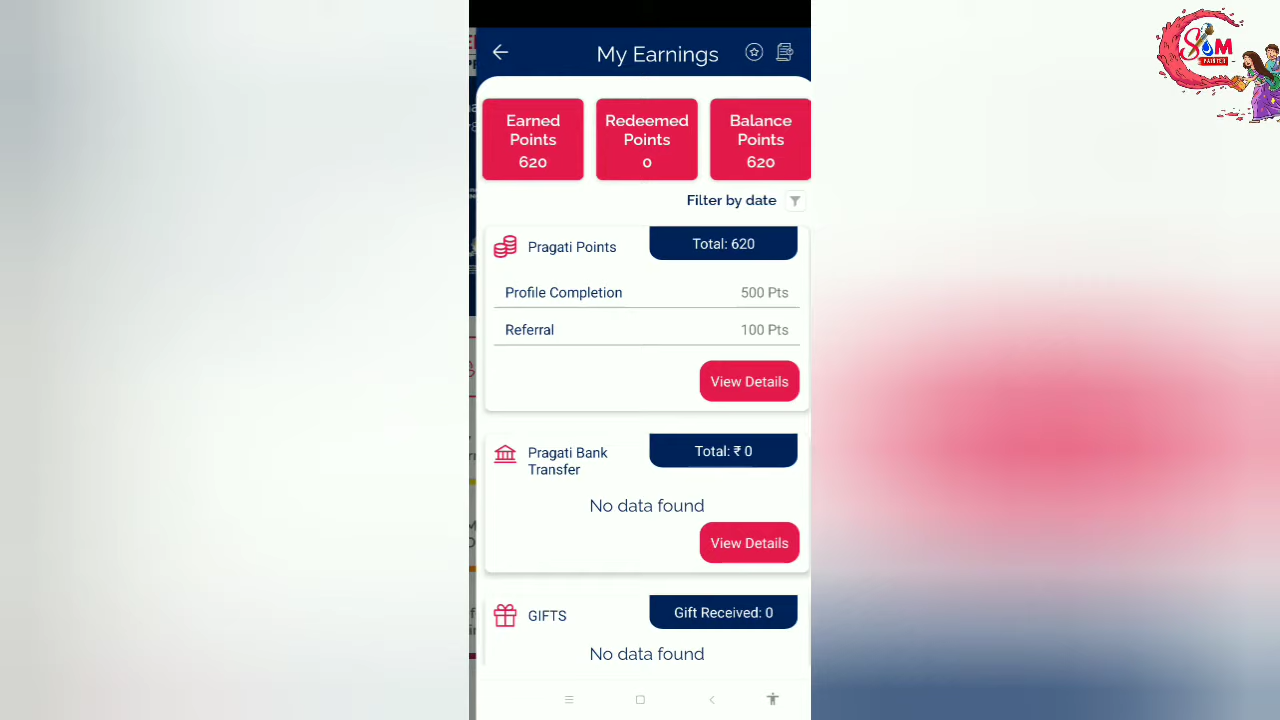 My Earnings
Earned
Points
620
Redeemed
Points
0
Balance
Points
620
Filter by date
Pragati Points
Total: 620
Profile Completion
500 Pts
Referral
100 Pts
View Details
Pragati Bank
Transfer
Total: ₹ 0
No data found
View Details
GIFTS
Gift Received: 0
No data found
PAINTER